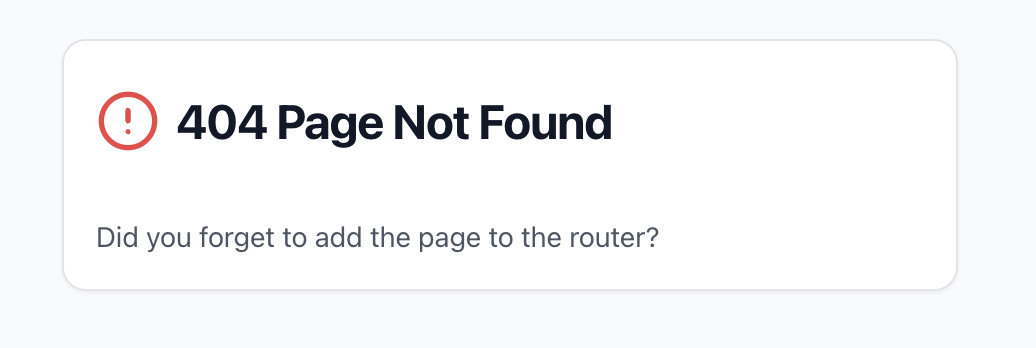 404 Page Not Found
Did you forget to add the page to the router?